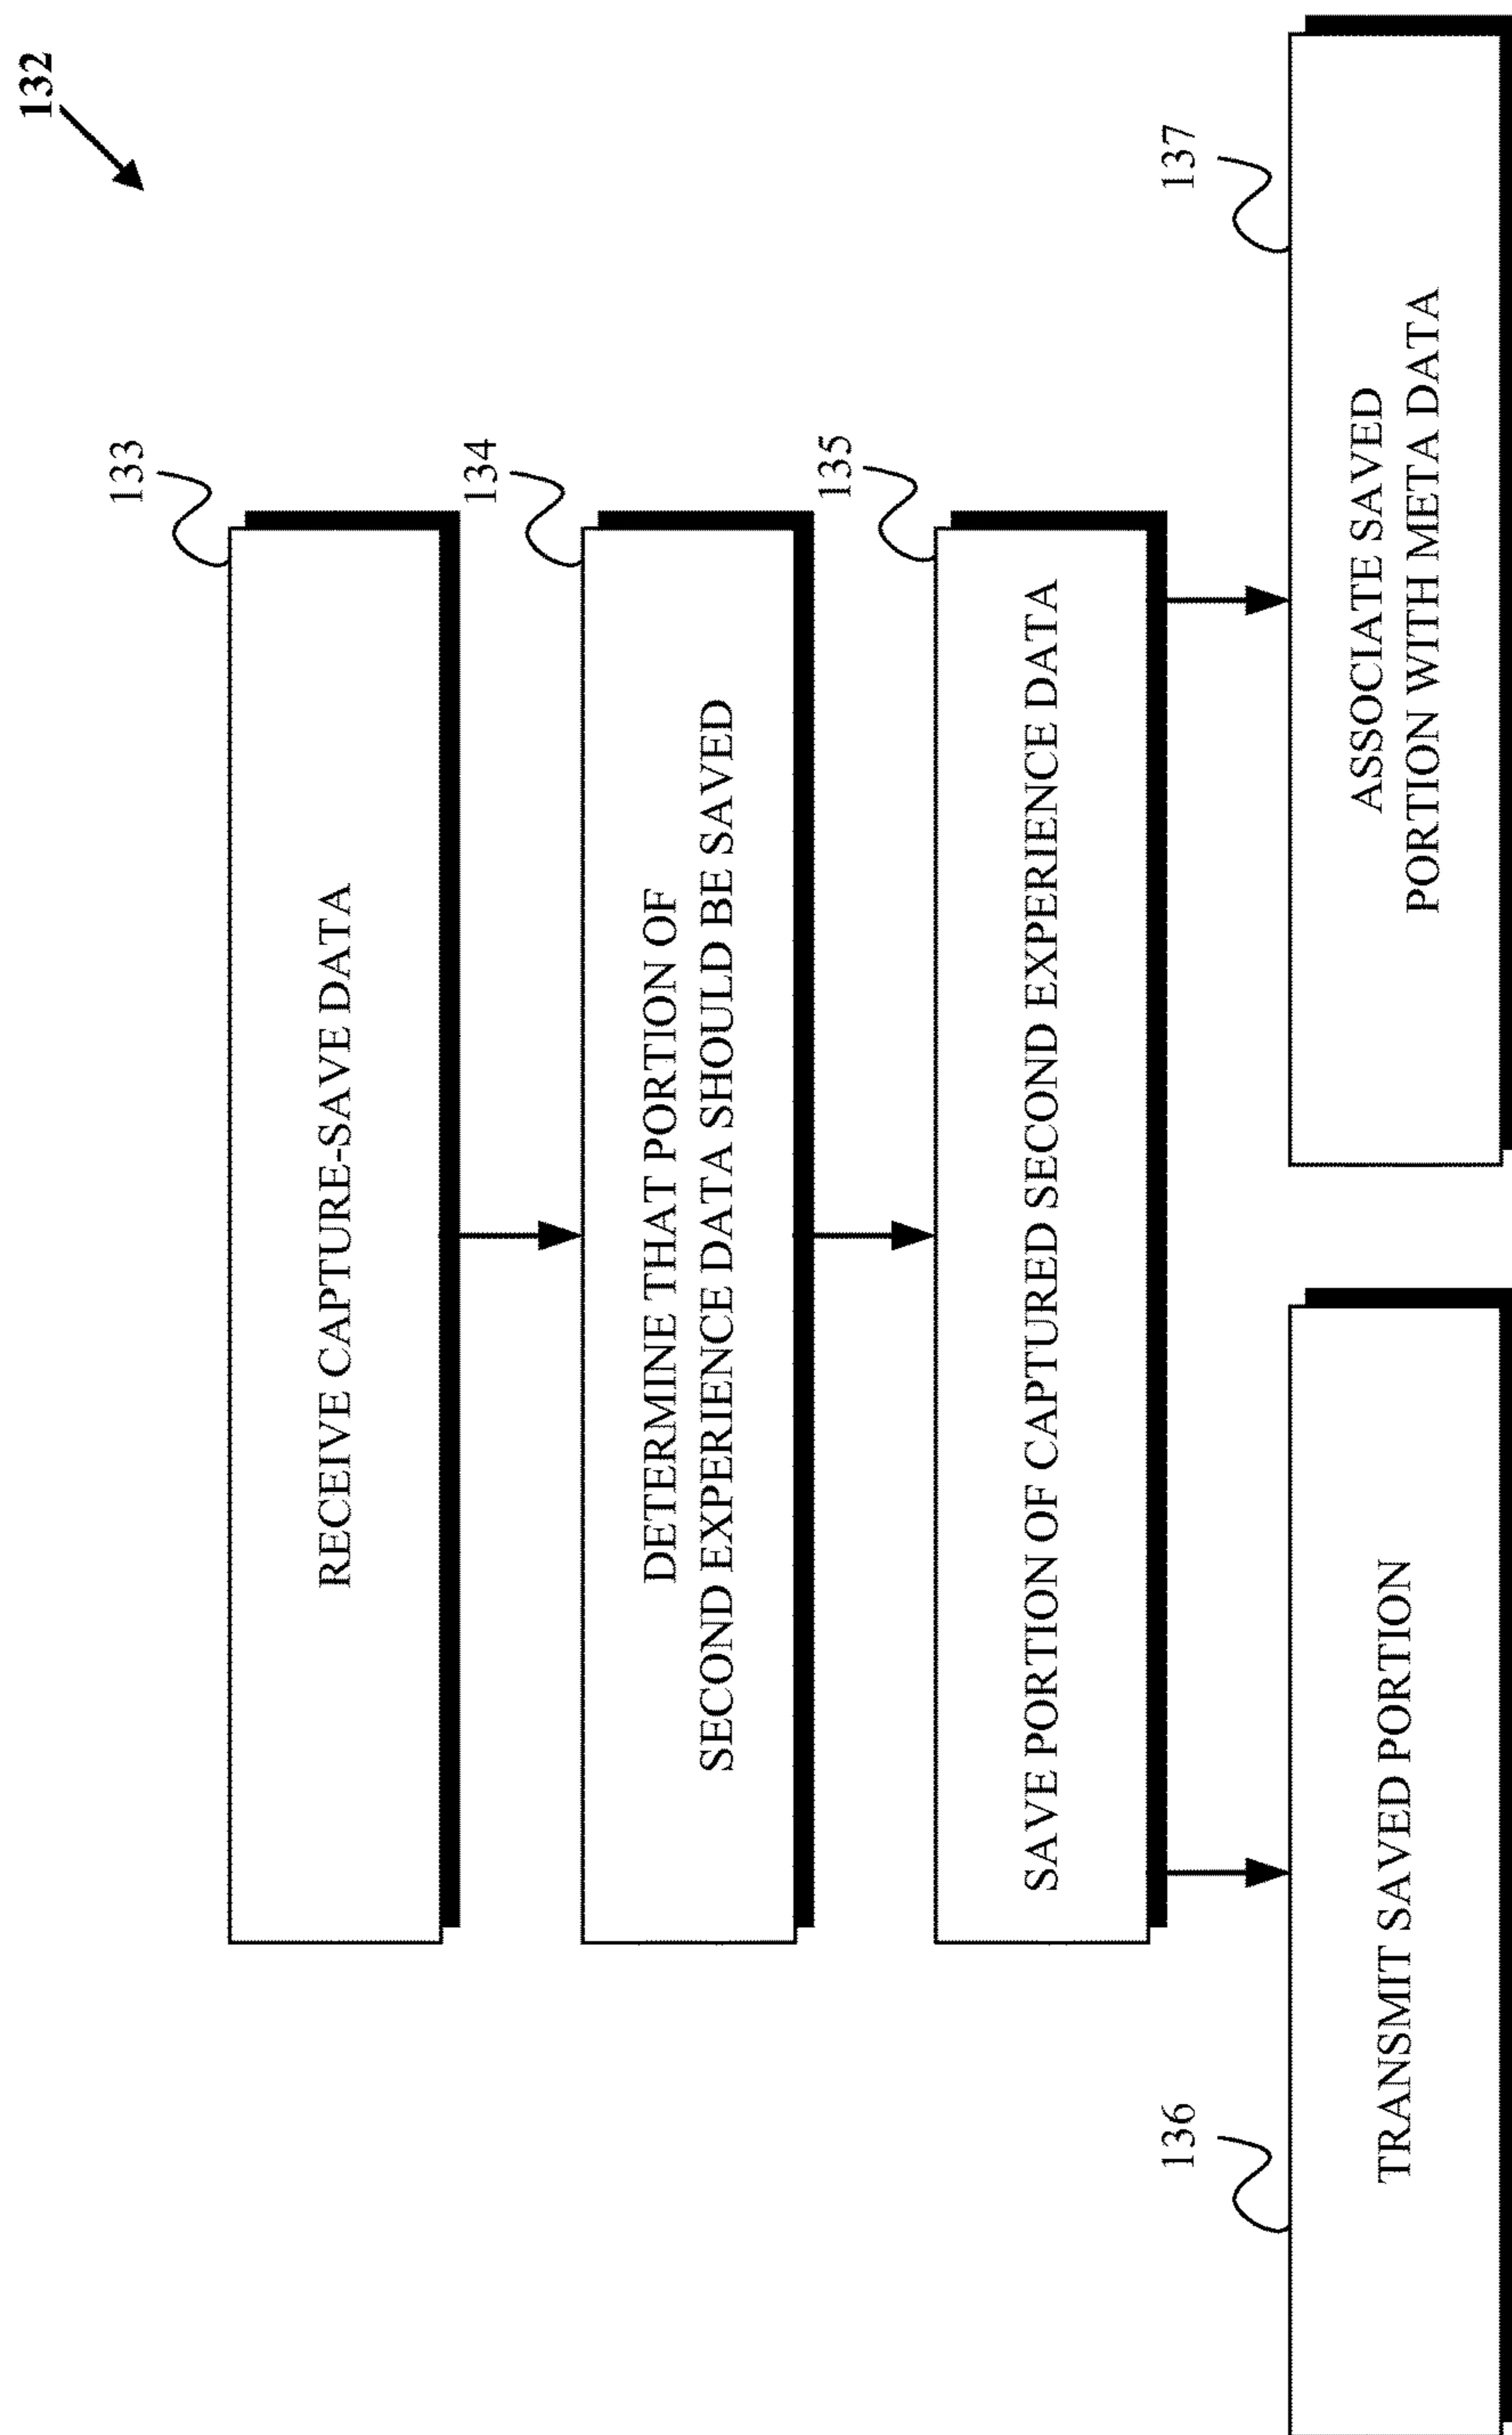 132
133
RECEIVE CAPTURE-SAVE DATA
134
DETERMINE THAT PORTION OF
SECOND EXPERIENCE DATA SHOULD BE SAVED
135
SAVE PORTION OF CAPTURED SECOND EXPERIENCE DATA
136
TRANSMIT SAVED PORTION
137
ASSOCIATE SAVED
PORTION WITH META DATA